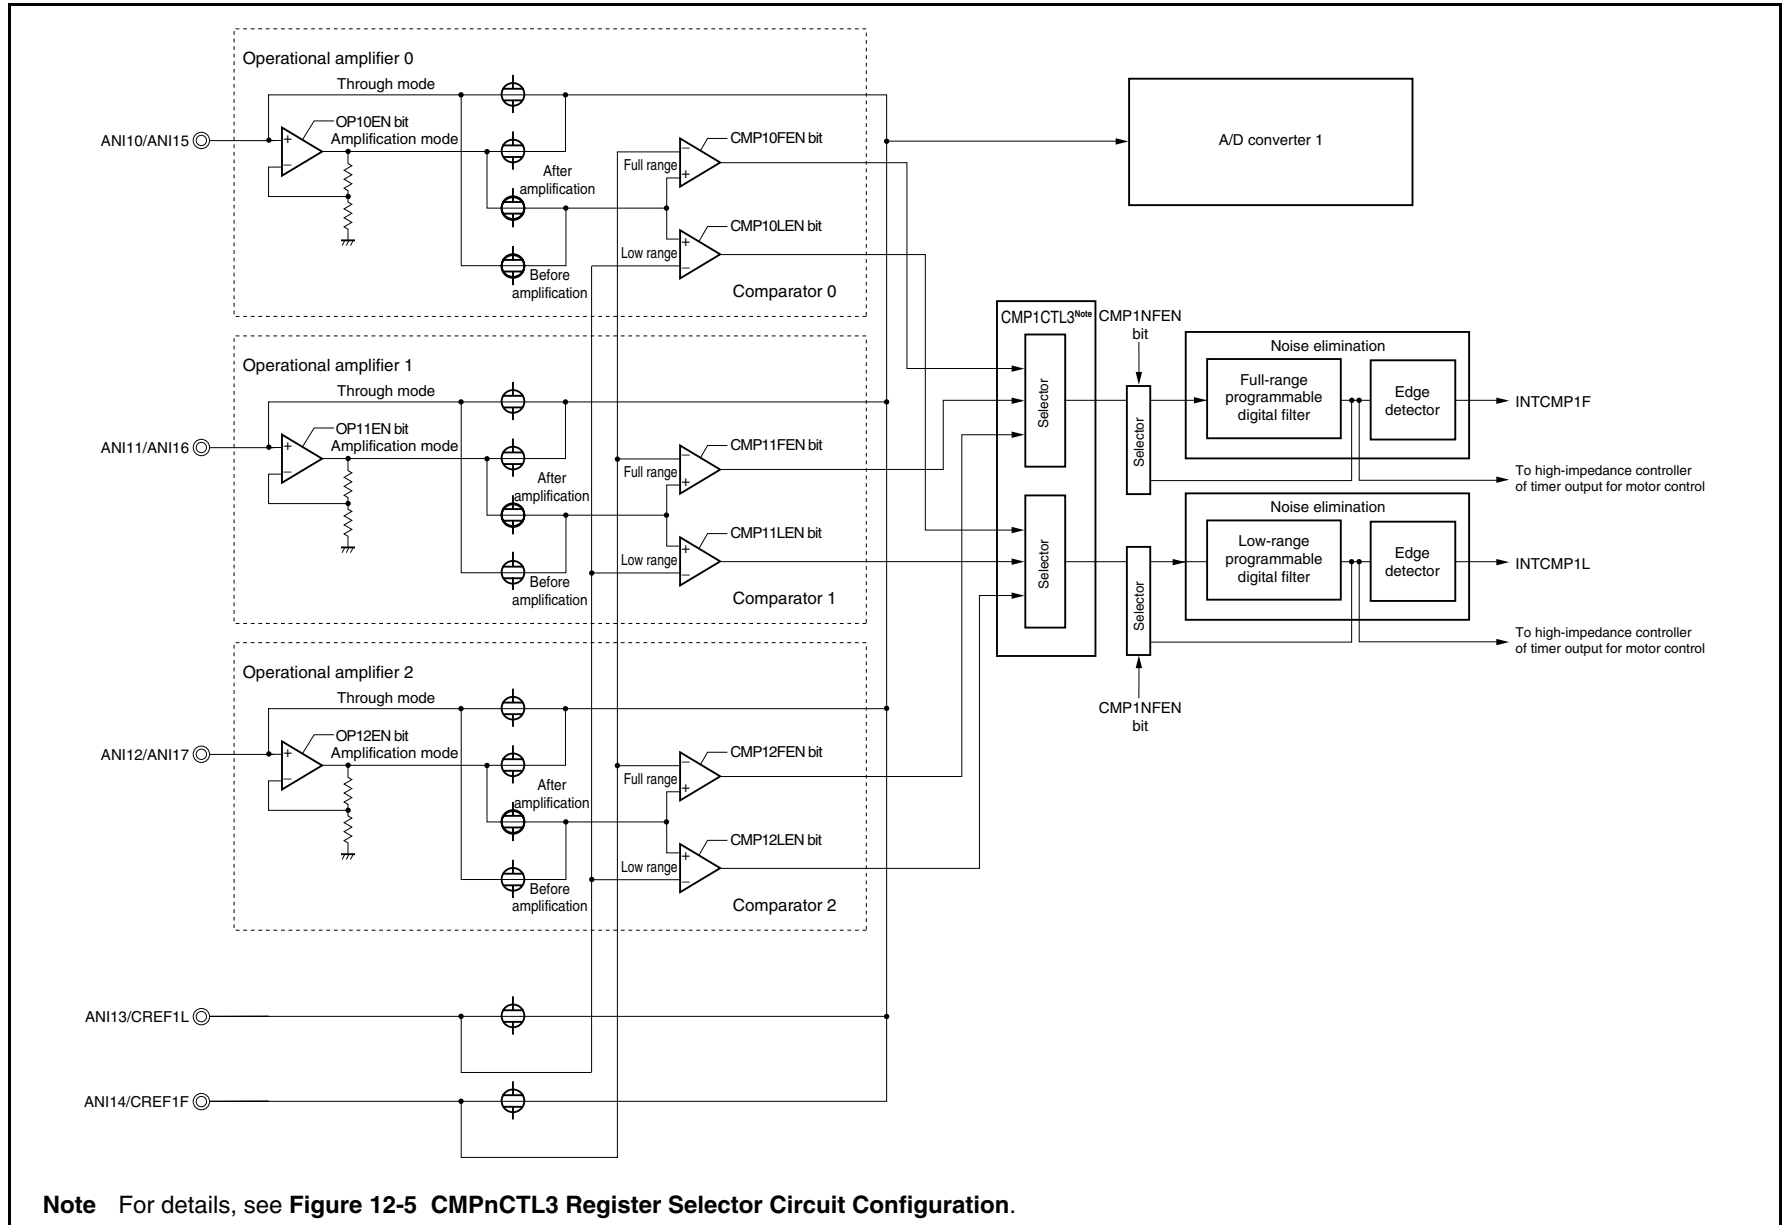 Operational amplifier 0
Through mode
OP10EN bit
Amplification mode
ANI10/ANI15
After
amplification
Before
amplification
Full range
CMP10FEN bit
Low range
CMP10LEN bit
Comparator 0
A/D converter 1
Operational amplifier 1
Through mode
OP11EN bit
Amplification mode
ANI11/ANI16
After
amplification
Before
amplification
Full range
CMP11FEN bit
Low range
CMP11LEN bit
Comparator 1
Operational amplifier 2
Through mode
OP12EN bit
Amplification mode
ANI12/ANI17
After
amplification
Before
amplification
Full range
CMP12FEN bit
Low range
CMP12LEN bit
Comparator 2
+
−
+
−
+
−
+
−
+
−
+
−
+
−
+
−
+
−
CMP1CTL3Note
Selector
Selector
CMP1NFEN
bit
Selector
Noise elimination
Full-range
programmable
digital filter
Edge
detector
INTCMP1F
To high-impedance controller
of timer output for motor control
Noise elimination
Low-range
programmable
digital filter
Edge
detector
INTCMP1L
To high-impedance controller
of timer output for motor control
Selector
CMP1NFEN
bit
ANI13/CREF1L
ANI14/CREF1F
Note For details, see Figure 12-5 CMPnCTL3 Register Selector Circuit Configuration.